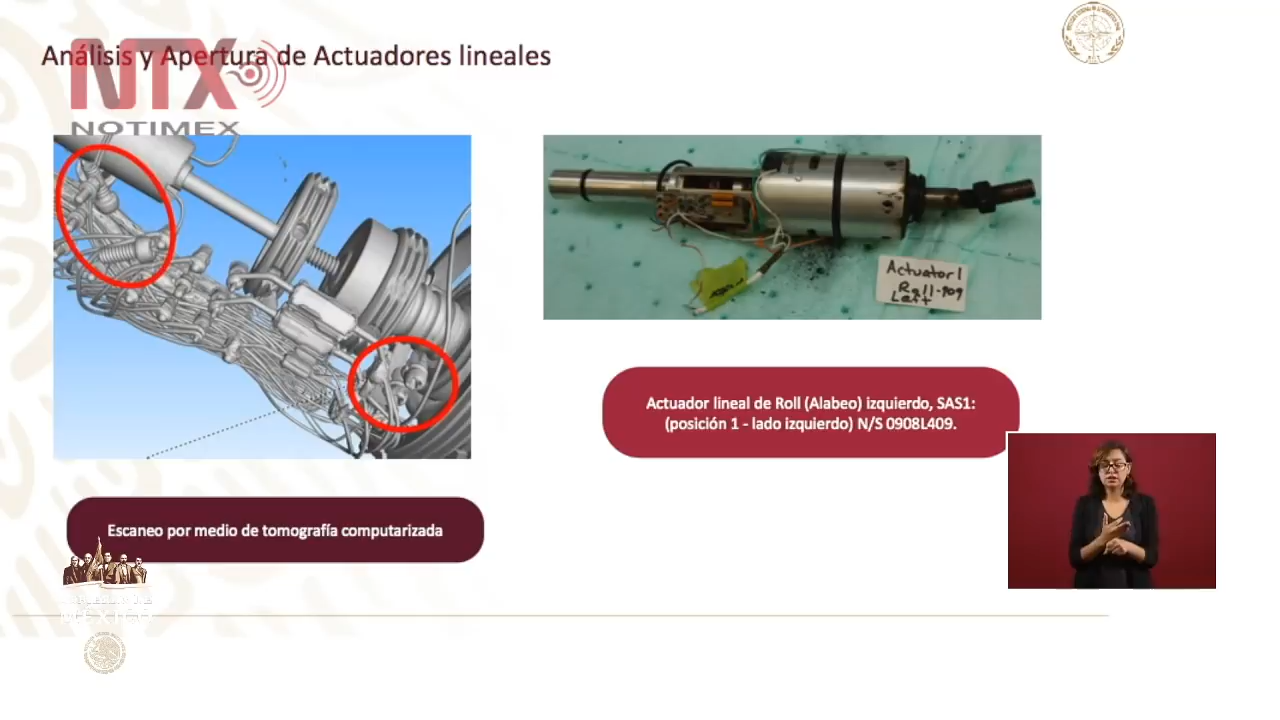 Análisis y Apertura de Actuadores lineales
NTX
NOTIMEX
Actuator 1
Roll-909
Left
Actuador lineal de Roll (Alabeo) izquierdo, SAS1:
(posición 1 - lado izquierdo) N/S 0908L409.
Escaneo por medio de tomografía computarizada
MÉXICO